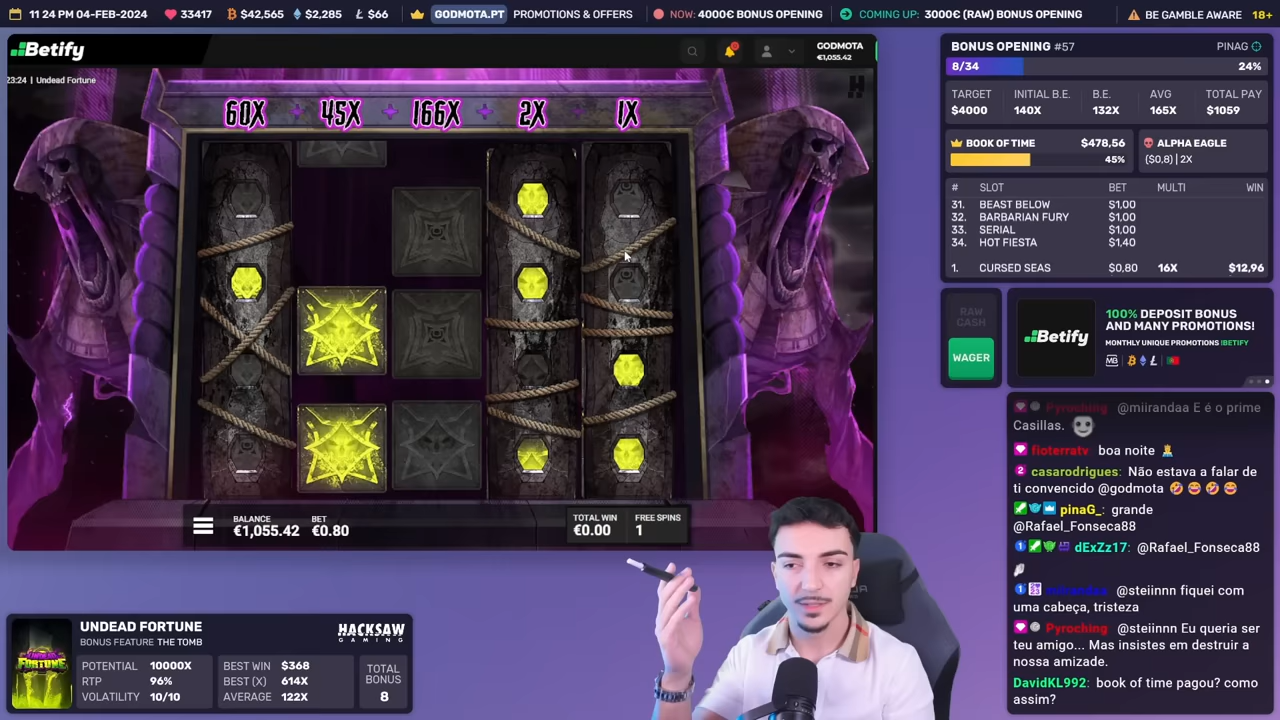 11 24 PM 04-FEB-2024 33417 $42,565 $2,285 $66 GODMOTA.PT PROMOTIONS & OFFERS NOW: 4000€ BONUS OPENING COMING UP: 3000€ (RAW) BONUS OPENING BE GAMBLE AWARE 18+
Betify
GODMOTA
€1,055.42
23:24 | Undead Fortune
60X 45X 166X 2X 1X
BALANCE
€1,055.42
BET
€0.80
TOTAL WIN
€0.00
FREE SPINS
1
BONUS OPENING #57 PINAG
8/34 24%
TARGET INITIAL B.E. B.E. AVG TOTAL PAY
$4000 140X 132X 165X $1059
BOOK OF TIME $478,56
45%
ALPHA EAGLE
($0,8) | 2X
# SLOT BET MULTI WIN
31. BEAST BELOW $1,00
32. BARBARIAN FURY $1,00
33. SERIAL $1,00
34. HOT FIESTA $1,40
1. CURSED SEAS $0,80 16X $12,96
RAW
CASH
WAGER
Betify
100% DEPOSIT BONUS
AND MANY PROMOTIONS!
MONTHLY UNIQUE PROMOTIONS !BETIFY
MB
Pyroching @miirandaa E é o prime
Casillas.
fioterratv boa noite
2 casarodrigues: Não estava a falar de
ti convencido @godmota
pinaG_: grande
@Rafael_Fonseca88
dExZz17: @Rafael_Fonseca88
miirandaa @steiinnn fiquei com
uma cabeça, tristeza
Pyroching @steiinnn Eu queria ser
teu amigo... Mas insistes em destruir a
nossa amizade.
DavidKL992: book of time pagou? como
assim?
UNDEAD FORTUNE
BONUS FEATURE THE TOMB
HACKSAW
GAMING
POTENTIAL 10000X
RTP 96%
VOLATILITY 10/10
BEST WIN $368
BEST (X) 614X
AVERAGE 122X
TOTAL
BONUS
8